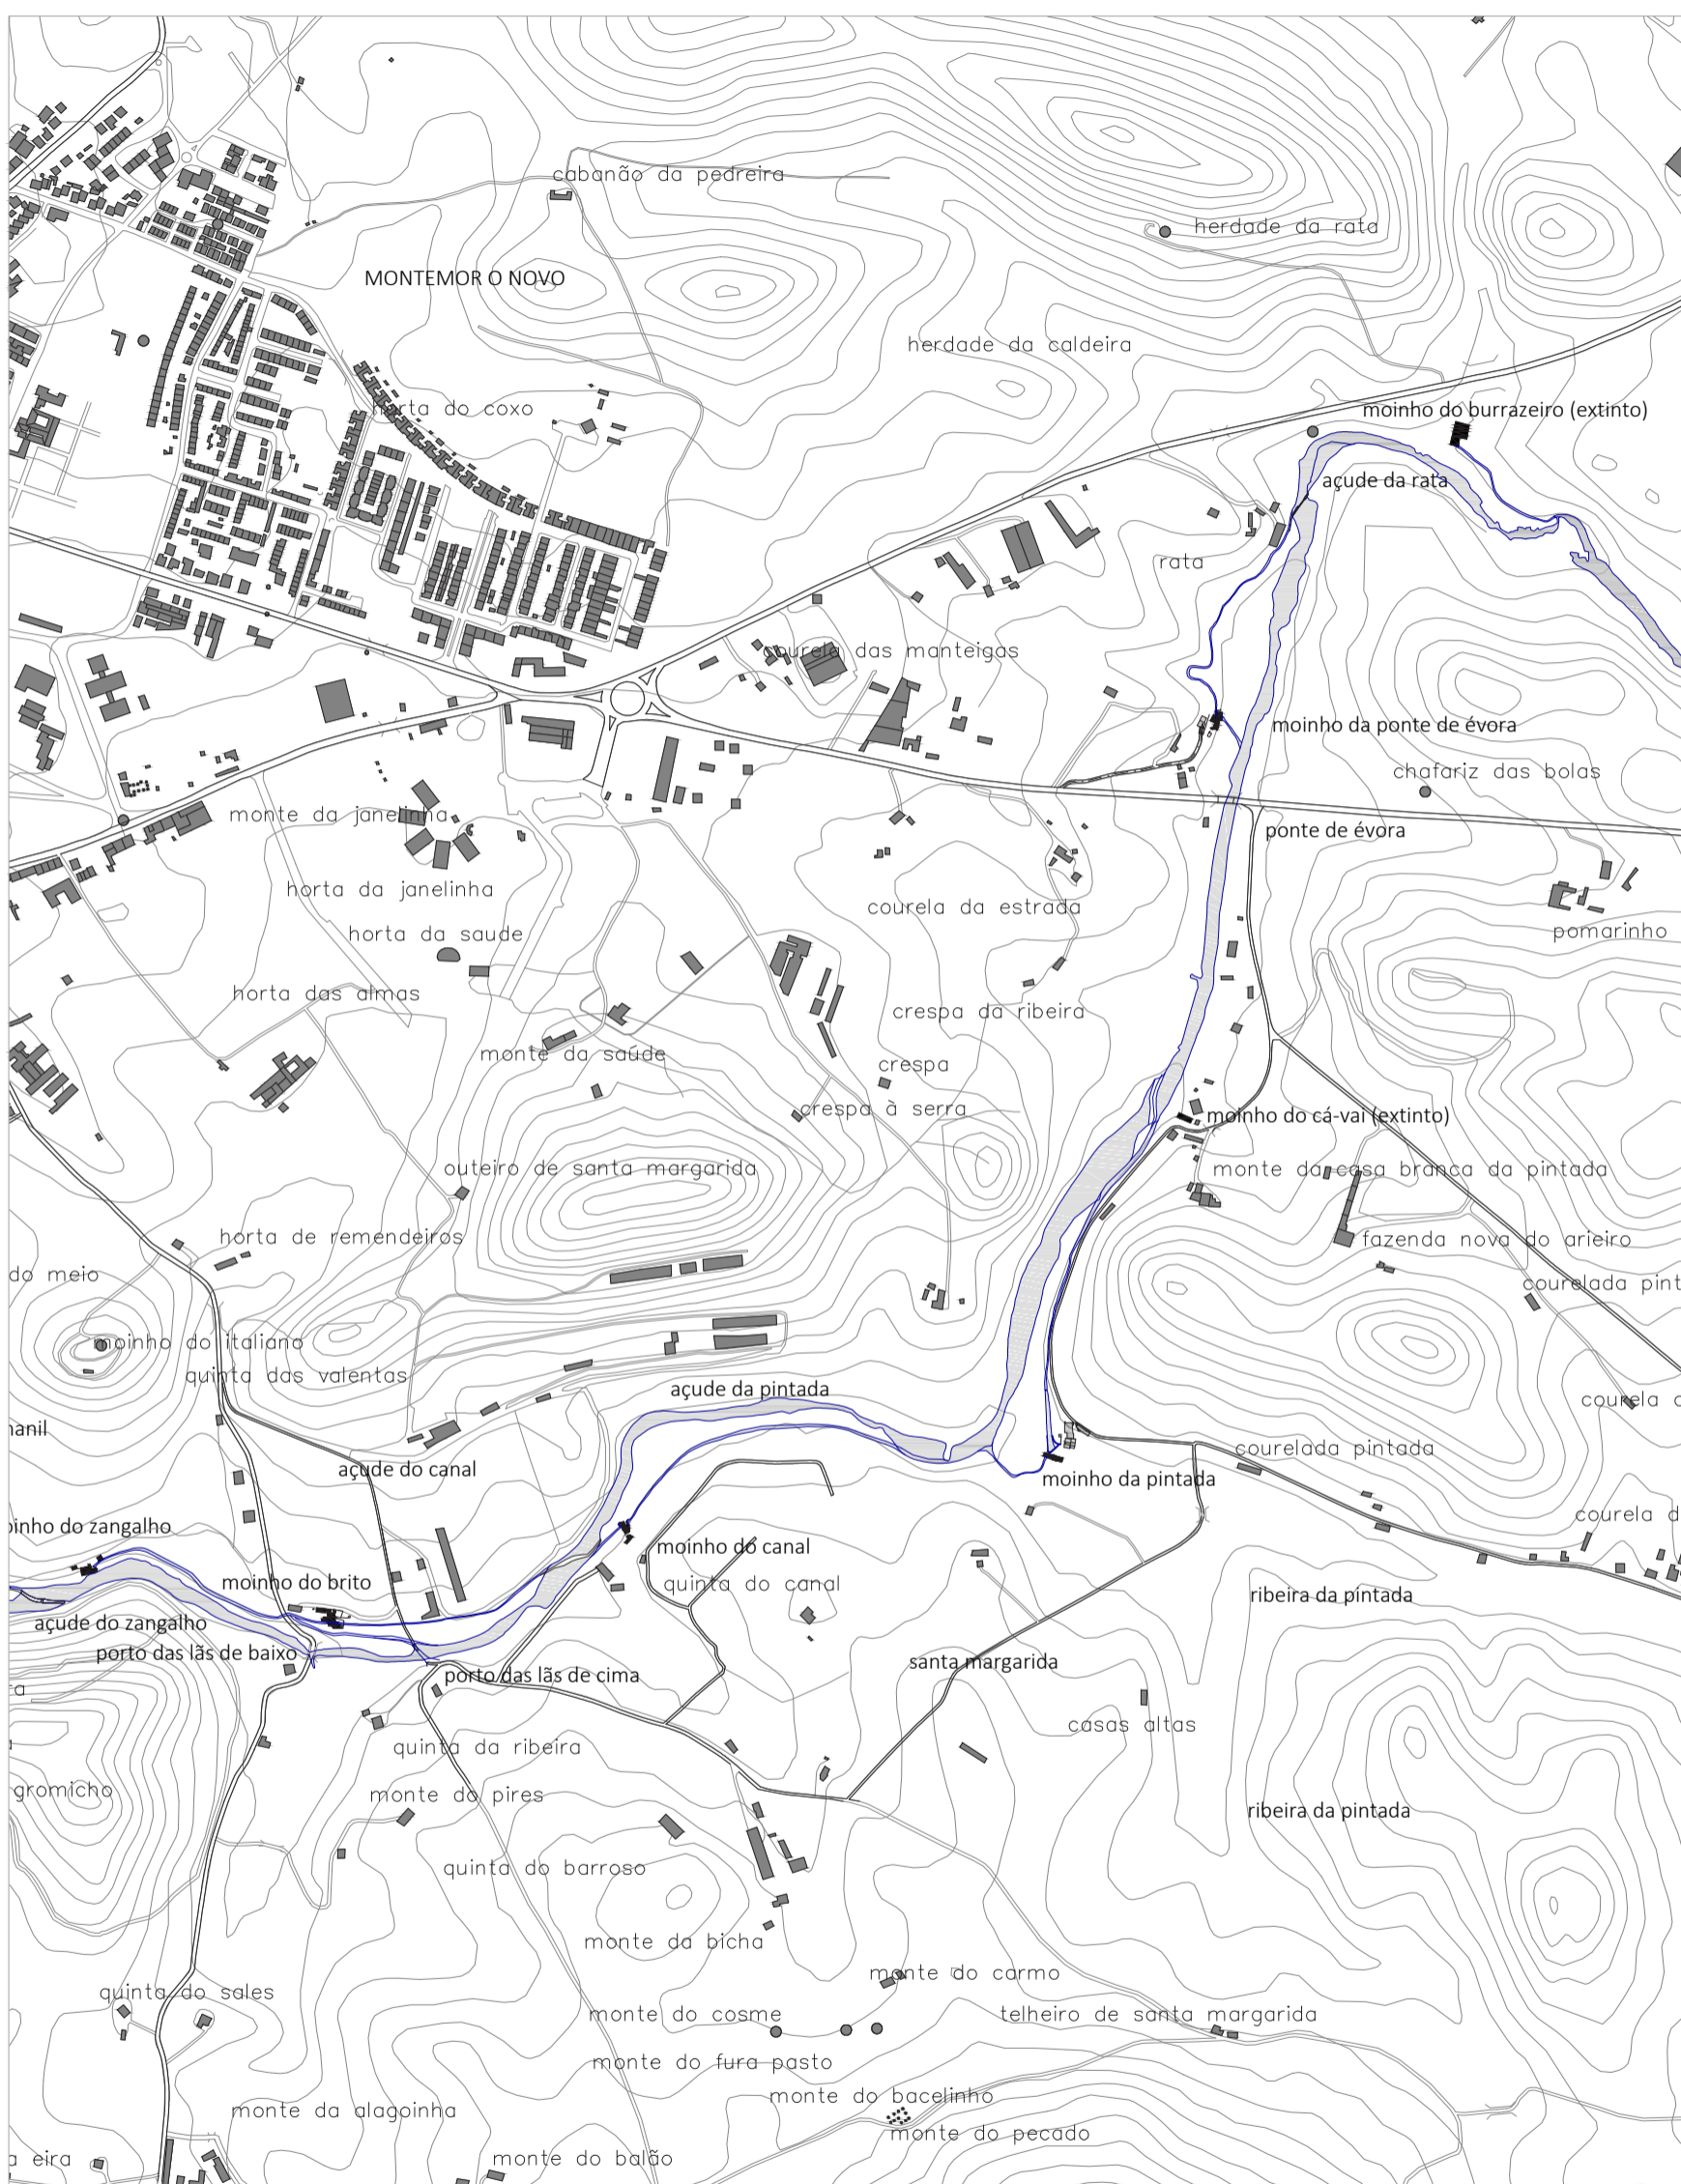 cabanão da pedreira
herdade da rata
MONTEMOR O NOVO
herdade da caldeira
horta do coxo
moinho do burrazeiro (extinto)
açude da rata
rata
courela das manteigas
moinho da ponte de évora
chafariz das bolas
monte da janelinha
ponte de évora
horta da janelinha
courela da estrada
horta da saude
pomarinho
horta das almas
crespa da ribeira
monte da saúde
crespa
crespa à serra
moinho do cá-vai (extinto)
outeiro de santa margarida
monte da casa branca da pintada
horta de remendeiros
fazenda nova do arieiro
do meio
courelada pint
moinho do italiano
quinta das valentas
açude da pintada
courela
anil
courelada pintada
açude do canal
moinho da pintada
courela d
inho do zangalho
moinho do canal
moinho do brito
quinta do canal
ribeira da pintada
açude do zangalho
porto das lãs de baixo
santa margarida
porto das lãs de cima
casas altas
quinta da ribeira
gromicho
monte do pires
ribeira da pintada
quinta do barroso
monte da bicha
monte do carmo
quinta do sales
monte do cosme
telheiro de santa margarida
monte do fura pasto
monte do bacelinho
monte da alagoinha
monte do pecado
a eira
monte do balão